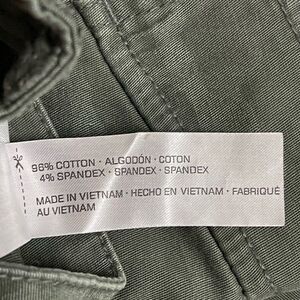 96% COTTON · ALGODÓN · COTON
4% SPANDEX · SPANDEX · SPANDEX
MADE IN VIETNAM · HECHO EN VIETNAM · FABRIQUÉ
AU VIETNAM